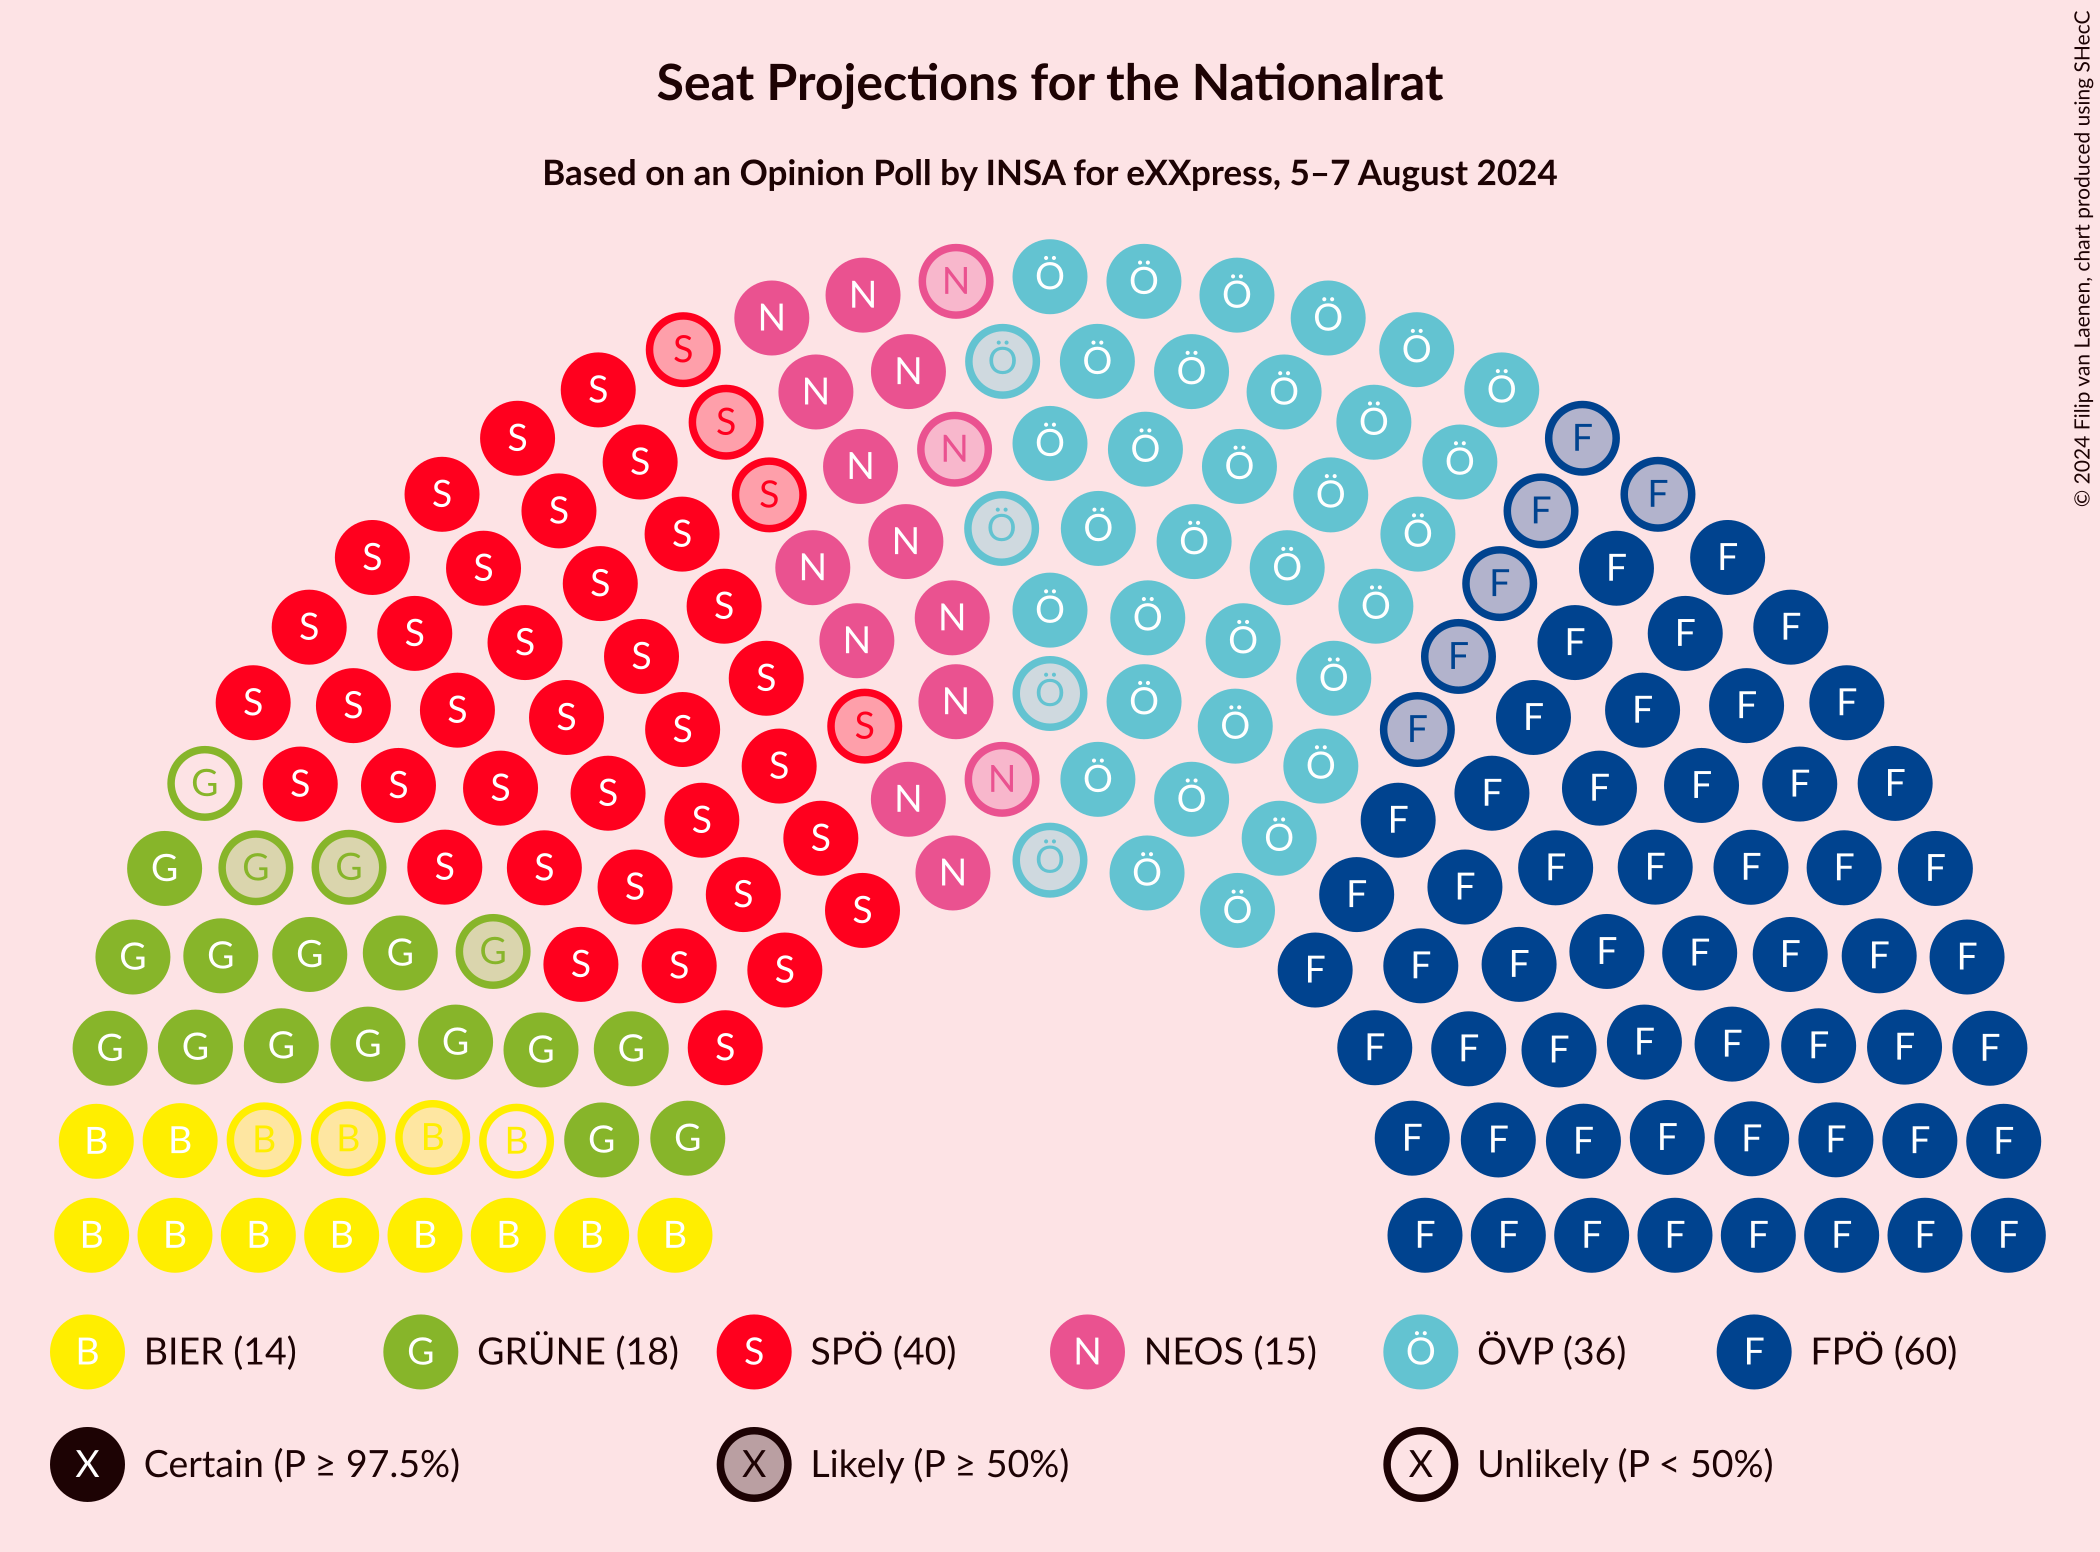 Seat Projections for the Nationalrat
Based on an Opinion Poll by INSA for eXXpress, 5–7 August 2024
© 2024 Filip van Laenen, chart produced using SHecC
N N N Ö Ö Ö Ö
S N N Ö Ö Ö Ö Ö Ö
S S N N Ö Ö Ö Ö Ö F
S S S N N Ö Ö Ö Ö Ö F F
S S S N N Ö Ö Ö Ö Ö F F
S S S S N N Ö Ö Ö Ö F F F
S S S S S N Ö Ö Ö F F F F
S S S S S S N Ö Ö Ö Ö F F F F F
G S S S S S N N Ö Ö Ö F F F F F F
G G G S S S S S N Ö Ö Ö F F F F F F F
G G G G G S S S F F F F F F F F
G G G G G G G S F F F F F F F F
B B B B B B G G F F F F F F F F
B B B B B B B B F F F F F F F F
B BIER (14) G GRÜNE (18) S SPÖ (40) N NEOS (15) Ö ÖVP (36) F FPÖ (60)
X Certain (P ≥ 97.5%) X Likely (P ≥ 50%) X Unlikely (P < 50%)